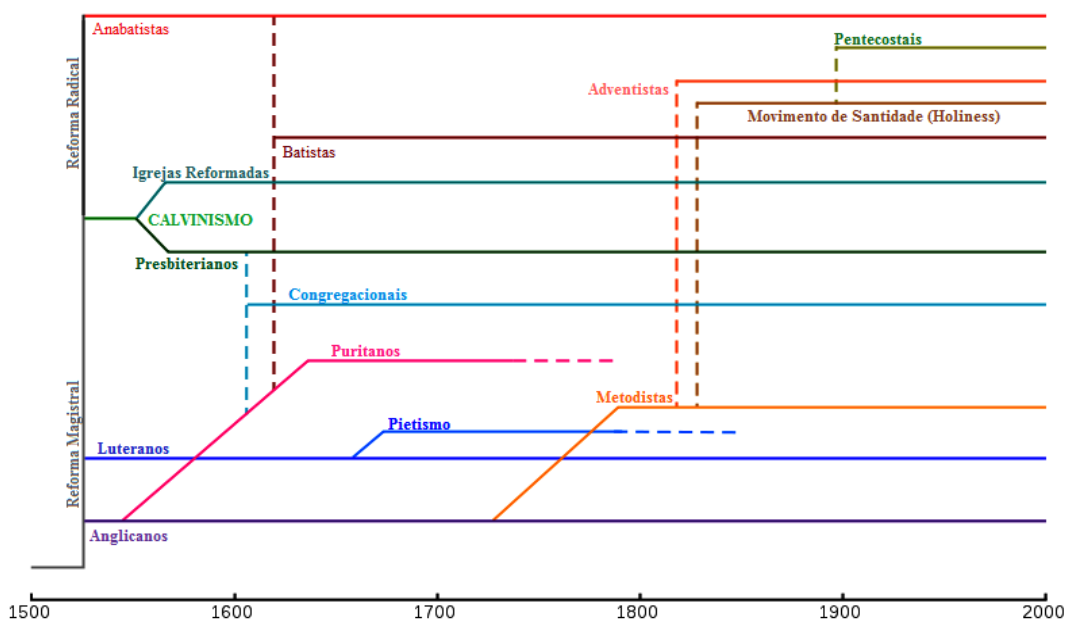 Anabatistas
Pentecostais
Reforma Radical
Adventistas
Movimento de Santidade (Holiness)
Batistas
Igrejas Reformadas
CALVINISMO
Presbiterianos
Congregacionais
Puritanos
Reforma Magistral
Metodistas
Pietismo
Luteranos
Anglicanos
1500 1600 1700 1800 1900 2000